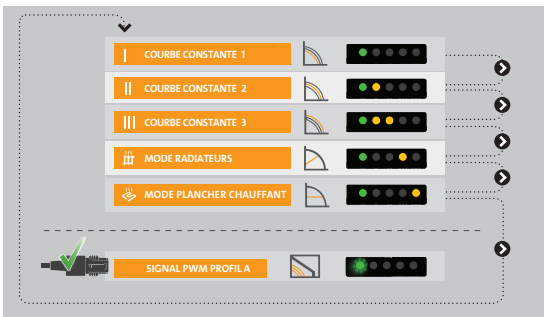 I COURBE CONSTANTE 1
II COURBE CONSTANTE 2
III COURBE CONSTANTE 3
MODE RADIATEURS
MODE PLANCHER CHAUFFANT
SIGNAL PWM PROFIL A